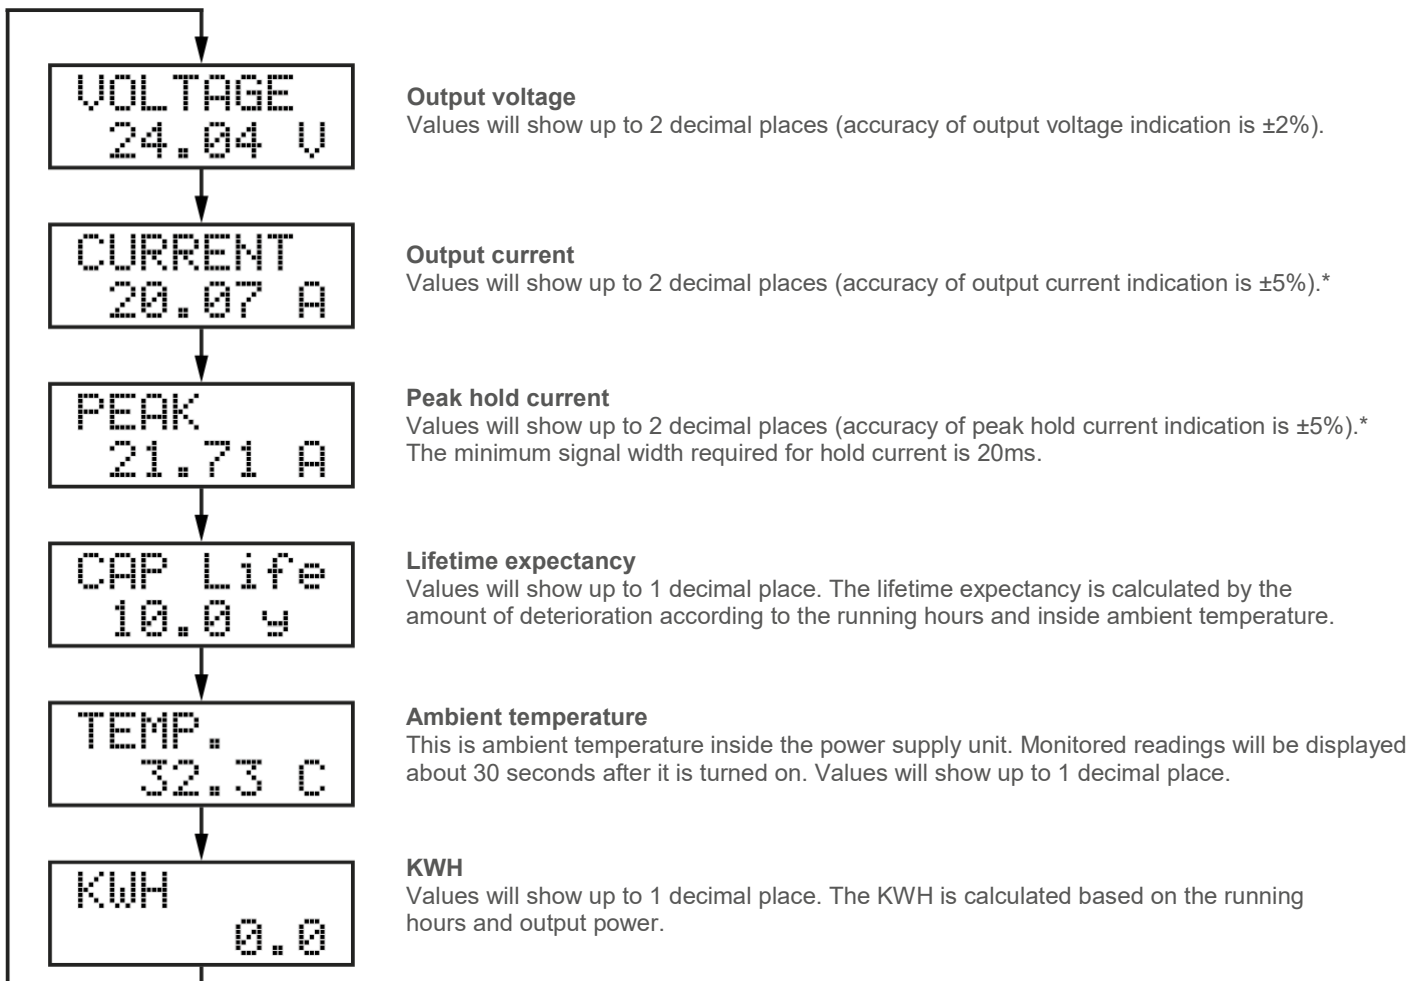 VOLTAGE
24.04 V
Output voltage
Values will show up to 2 decimal places (accuracy of output voltage indication is ±2%).
CURRENT
20.07 A
Output current
Values will show up to 2 decimal places (accuracy of output current indication is ±5%).*
PEAK
21.71 A
Peak hold current
Values will show up to 2 decimal places (accuracy of peak hold current indication is ±5%).*
The minimum signal width required for hold current is 20ms.
CAP Life
10.0 y
Lifetime expectancy
Values will show up to 1 decimal place. The lifetime expectancy is calculated by the
amount of deterioration according to the running hours and inside ambient temperature.
TEMP.
32.3 C
Ambient temperature
This is ambient temperature inside the power supply unit. Monitored readings will be displayed
about 30 seconds after it is turned on. Values will show up to 1 decimal place.
KWH
0.0
KWH
Values will show up to 1 decimal place. The KWH is calculated based on the running
hours and output power.